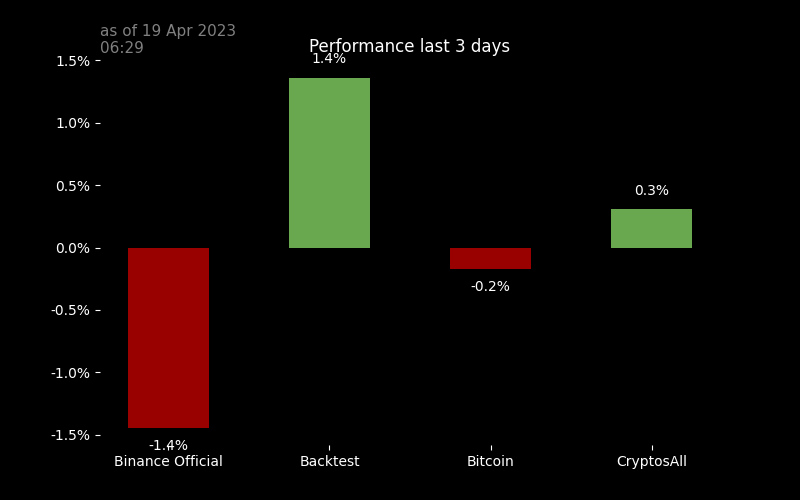 as of 19 Apr 2023
06:29
Performance last 3 days
1.5%
1.0%
0.5%
0.0%
-0.5%
-1.0%
-1.5%
-1.4%
1.4%
-0.2%
0.3%
Binance Official
Backtest
Bitcoin
CryptosAll